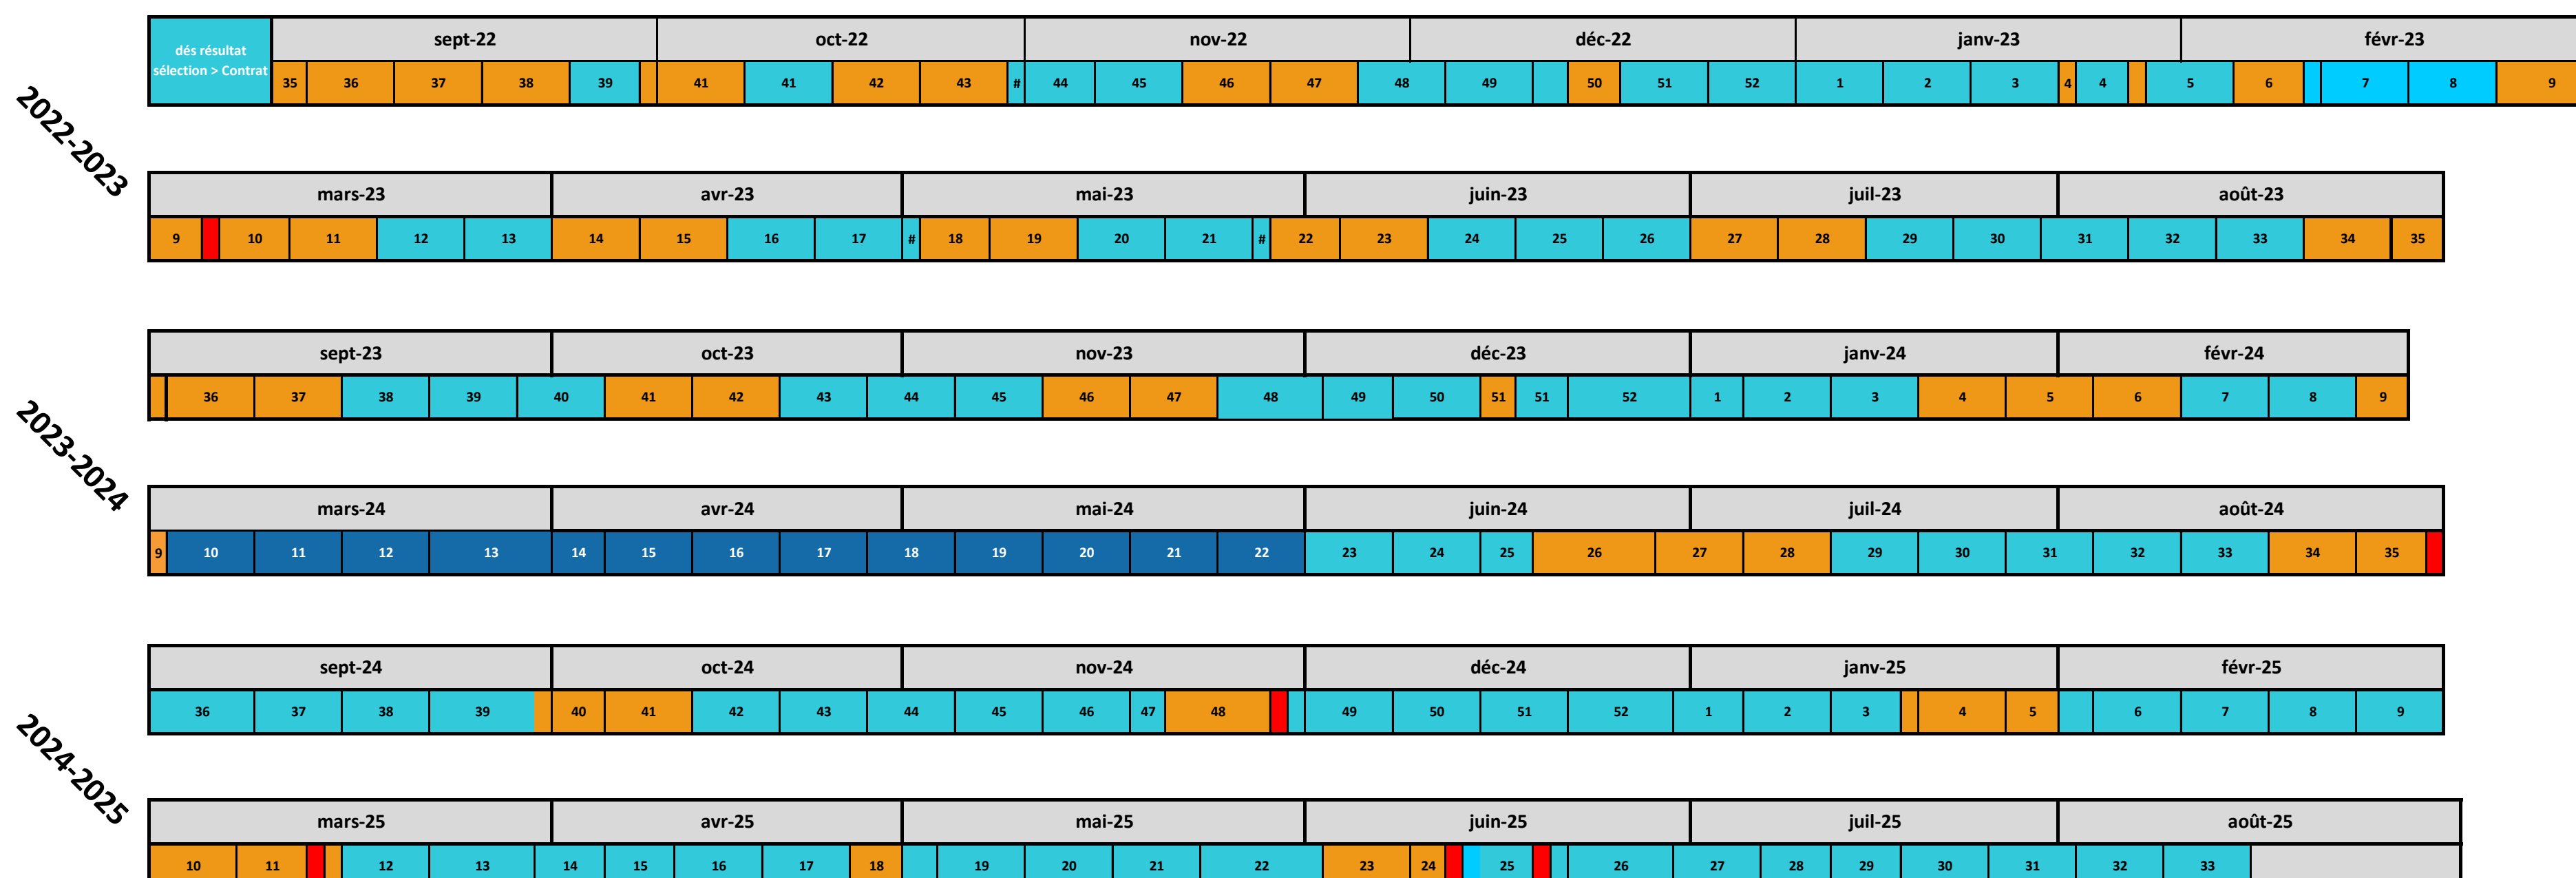 2022-2023
dés résultat
sélection > Contrat
sept-22 oct-22 nov-22 déc-22 janv-23 févr-23
35 36 37 38 39 41 41 42 43 # 44 45 46 47 48 49 50 51 52 1 2 3 4 4 5 6 7 8 9
mars-23 avr-23 mai-23 juin-23 juil-23 août-23
9 10 11 12 13 14 15 16 17 # 18 19 20 21 # 22 23 24 25 26 27 28 29 30 31 32 33 34 35
2023-2024
sept-23 oct-23 nov-23 déc-23 janv-24 févr-24
36 37 38 39 40 41 42 43 44 45 46 47 48 49 50 51 51 52 1 2 3 4 5 6 7 8 9
mars-24 avr-24 mai-24 juin-24 juil-24 août-24
9 10 11 12 13 14 15 16 17 18 19 20 21 22 23 24 25 26 27 28 29 30 31 32 33 34 35
2024-2025
sept-24 oct-24 nov-24 déc-24 janv-25 févr-25
36 37 38 39 40 41 42 43 44 45 46 47 48 49 50 51 52 1 2 3 4 5 6 7 8 9
mars-25 avr-25 mai-25 juin-25 juil-25 août-25
10 11 12 13 14 15 16 17 18 19 20 21 22 23 24 25 26 27 28 29 30 31 32 33